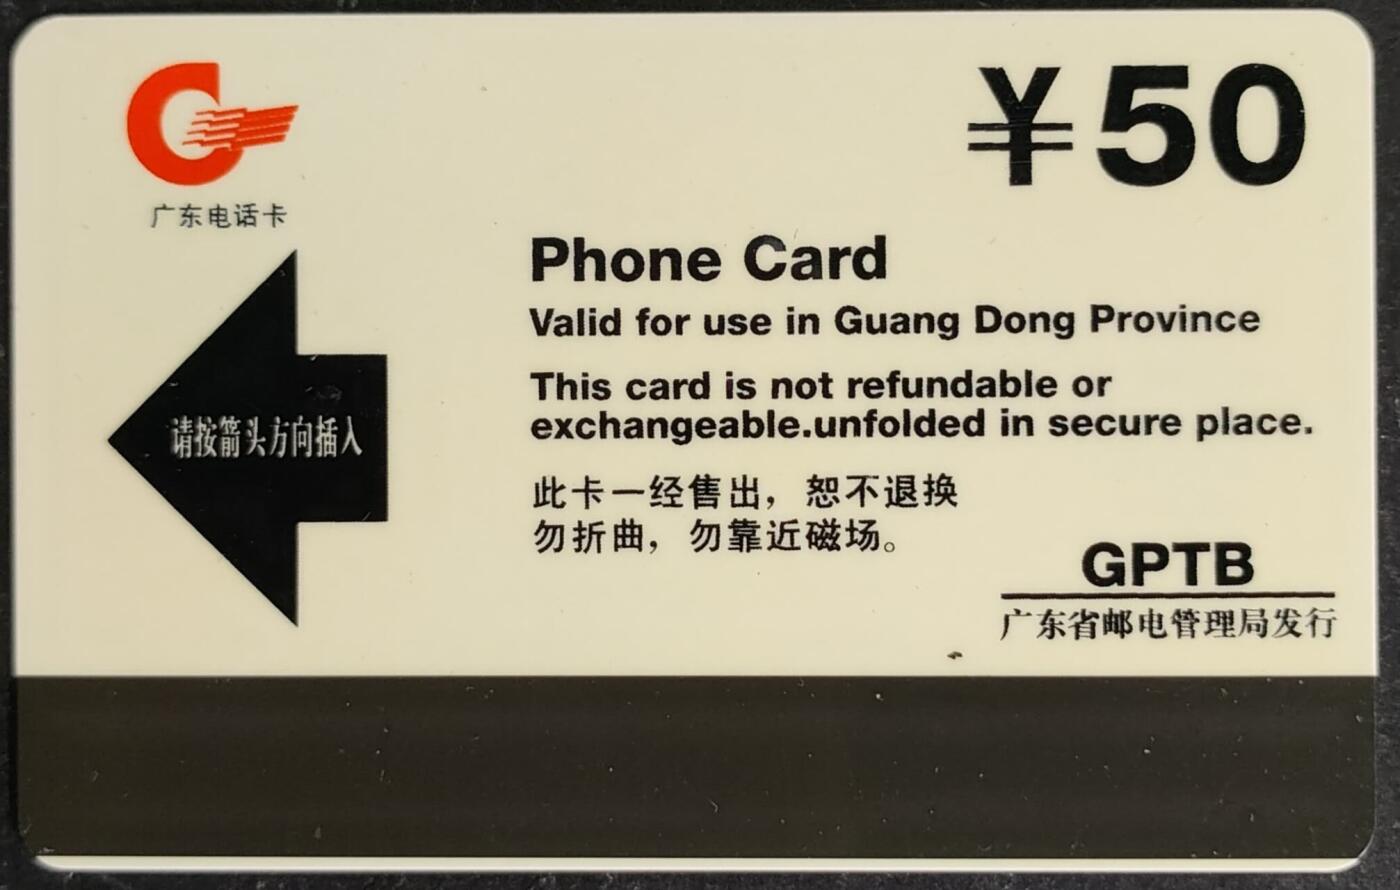 ¥50
广东电话卡
Phone Card
Valid for use in Guang Dong Province
This card is not refundable or
exchangeable.unfolded in secure place.
请按箭头方向插入
此卡一经售出，恕不退换
勿折曲，勿靠近磁场。
GPTB
广东省邮电管理局发行